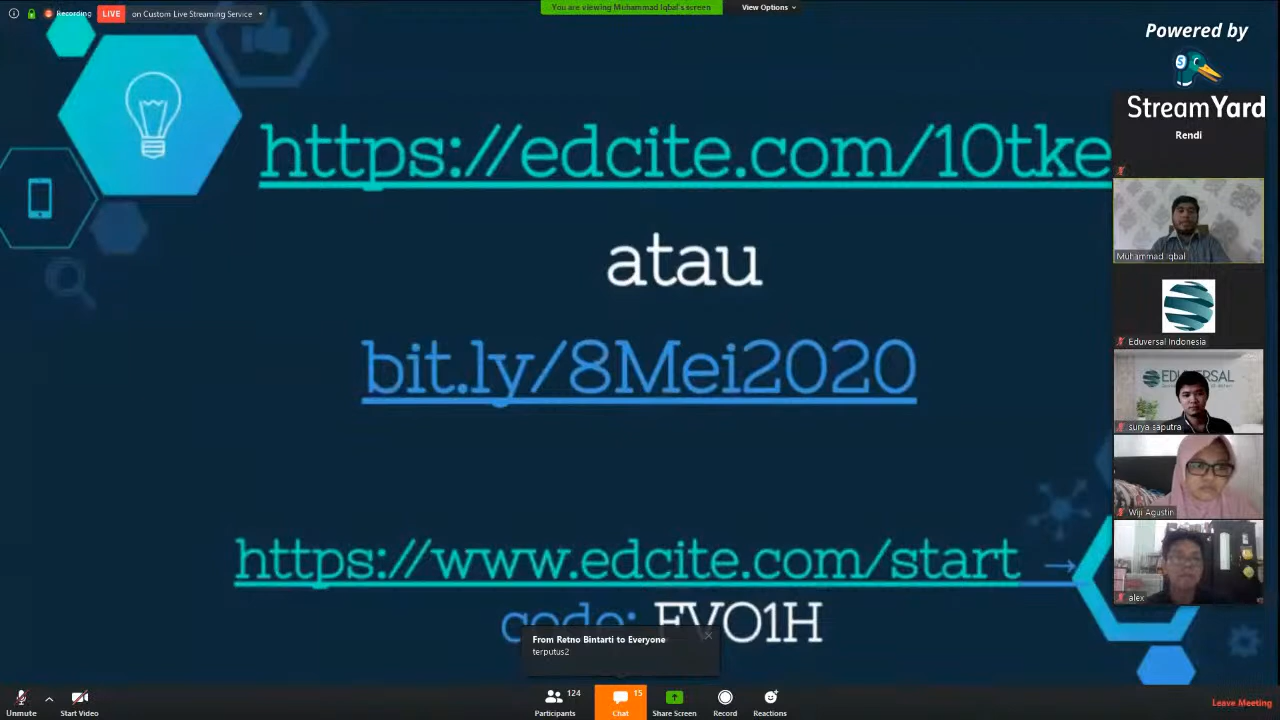 Recording
LIVE
on Custom Live Streaming Service
You are viewing Muhammad Iqbal's screen
View Options
Powered by
StreamYard
Rendi
https://edcite.com/10tke
atau
bit.ly/8Mei2020
https://www.edcite.com/start →
code:
Muhammad Iqbal
Eduversal Indonesia
EDUVERSAL
surya saputra
Wiji Agustin
alex
From Retno Bintarti to Everyone
terputus2
Unmute
Start Video
Participants 124
Chat 15
Share Screen
Record
Reactions
Leave Meeting